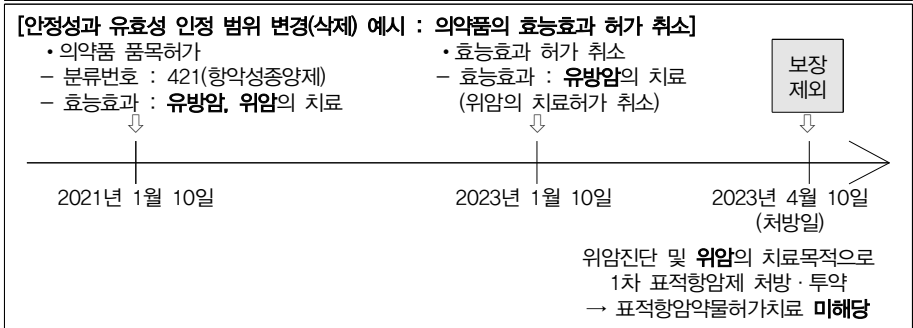 [안정성과 유효성 인정 범위 변경(삭제) 예시 : 의약품의 효능효과 허가 취소]
• 의약품 품목허가
- 분류번호 : 421(항악성종양제)
- 효능효과 : 유방암, 위암의 치료
• 효능효과 허가 취소
- 효능효과 : 유방암의 치료
(위암의 치료허가 취소)
보장
제외
2021년 1월 10일
2023년 1월 10일
2023년 4월 10일
(처방일)
위암진단 및 위암의 치료목적으로
1차 표적항암제 처방 · 투약
→ 표적항암약물허가치료 미해당